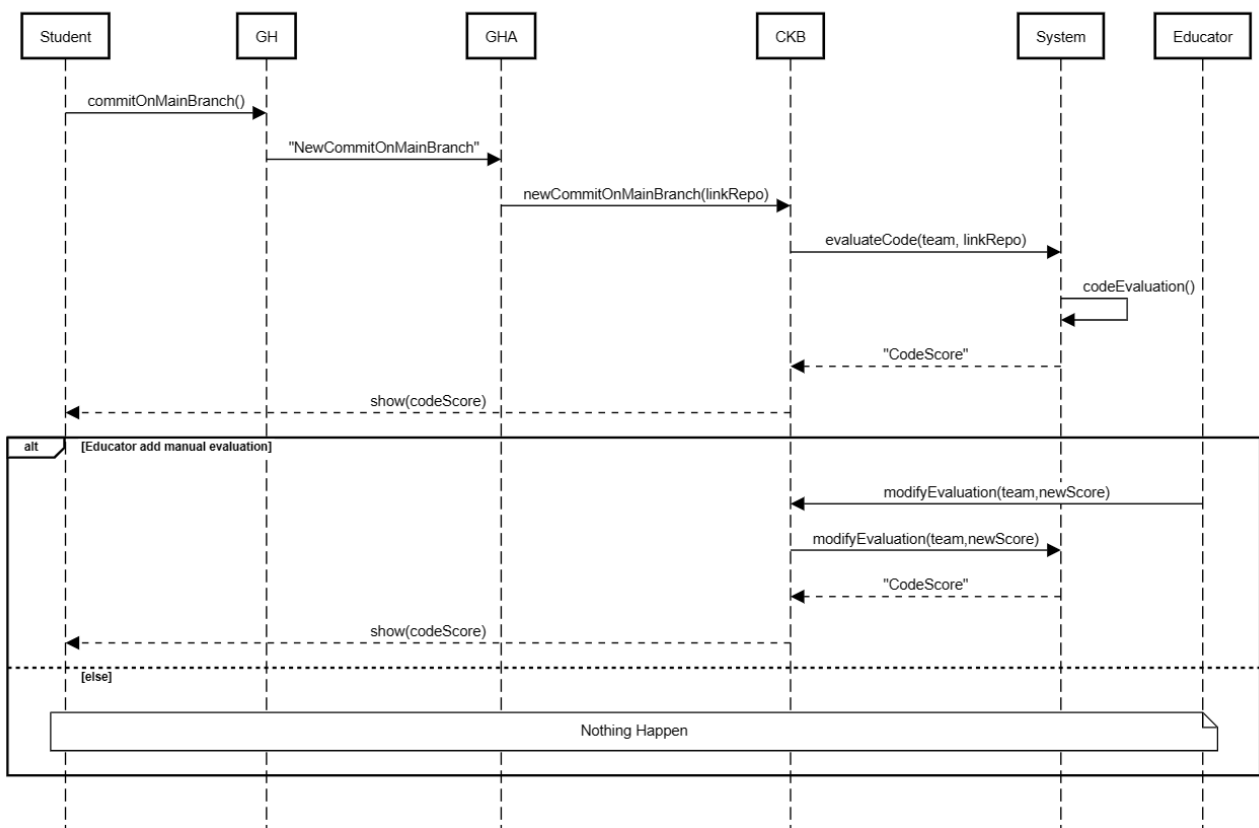 Student
GH
GHA
CKB
System
Educator
commitOnMainBranch()
"NewCommitOnMainBranch"
newCommitOnMainBranch(linkRepo)
evaluateCode(team, linkRepo)
codeEvaluation()
"CodeScore"
show(codeScore)
alt
[Educator add manual evaluation]
modifyEvaluation(team,newScore)
modifyEvaluation(team,newScore)
"CodeScore"
show(codeScore)
[else]
Nothing Happen